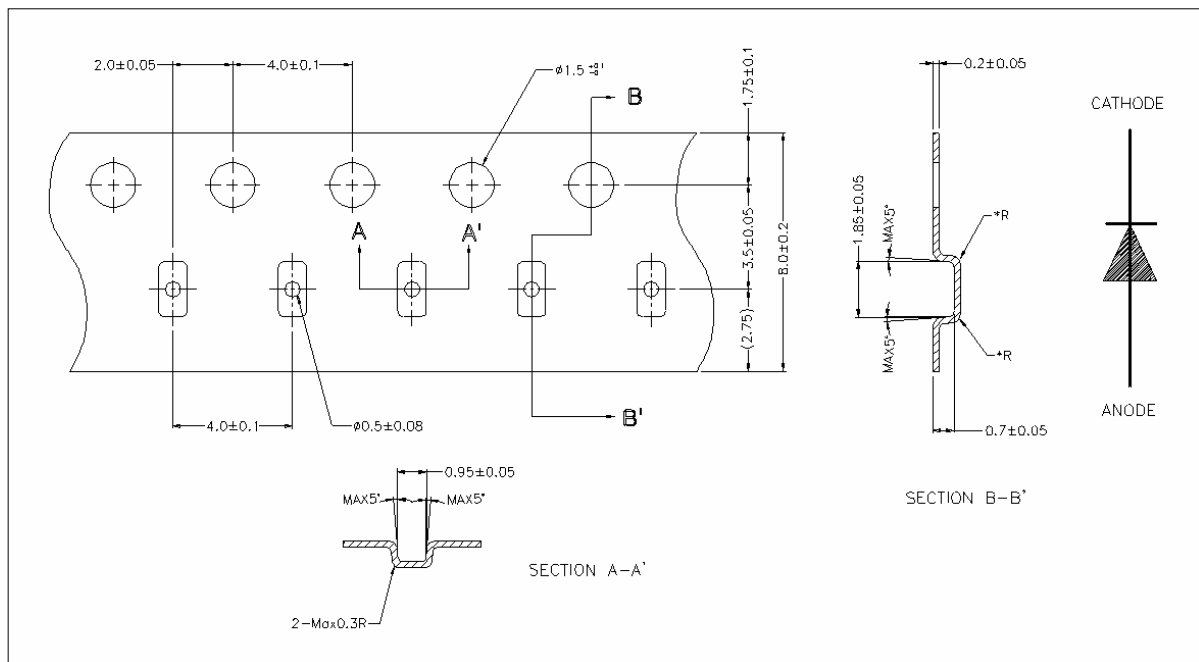 2.0±0.05
4.0±0.1
ø1.5 +0.1 -0
B
1.75±0.1
0.2±0.05
CATHODE
A
A'
3.5±0.05
8.0±0.2
1.85±0.05
MAX5°
*R
(2.75)
MAX5°
*R
ANODE
4.0±0.1
ø0.5±0.08
B'
0.7±0.05
0.95±0.05
MAX5°
MAX5°
SECTION B-B'
SECTION A-A'
2-Max0.3R